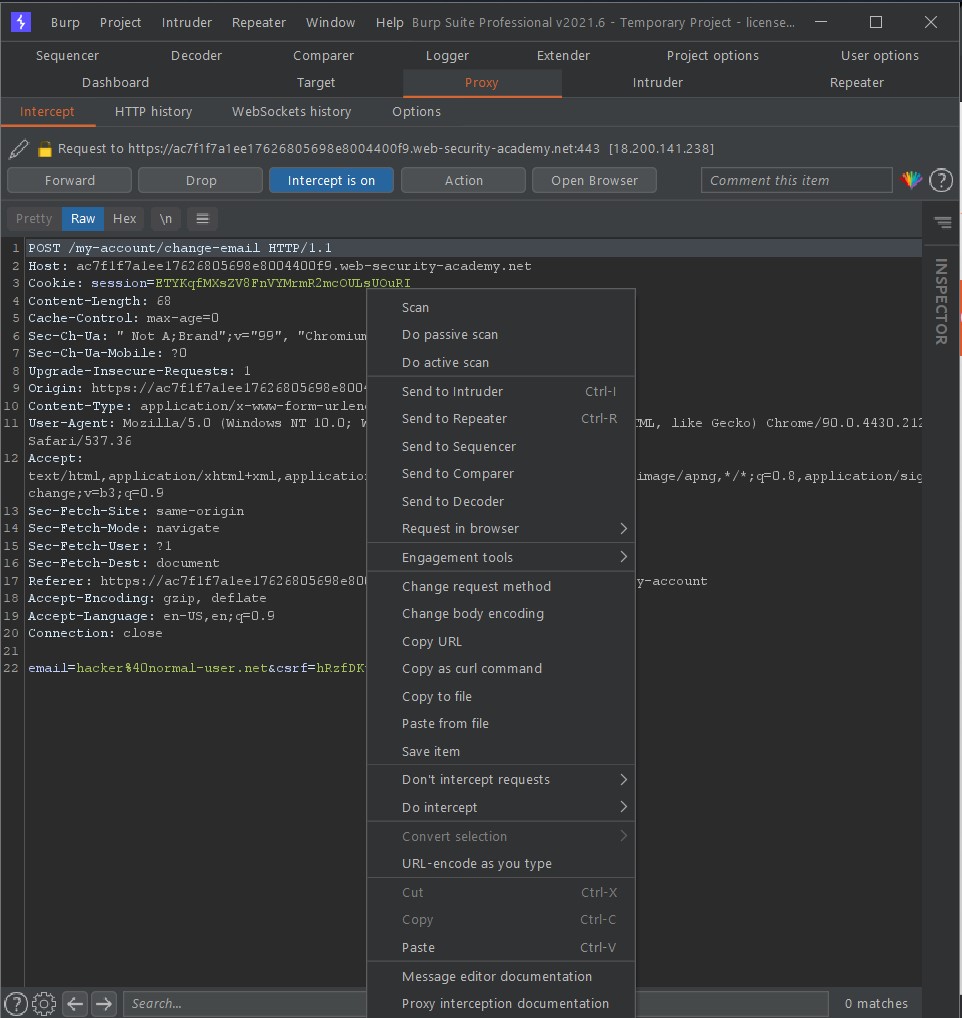 Burp Project Intruder Repeater Window Help Burp Suite Professional v2021.6 - Temporary Project - license...
Sequencer Decoder Comparer Logger Extender Project options User options
Dashboard Target Proxy Intruder Repeater
Intercept HTTP history WebSockets history Options
Request to https://ac7f1f7a1ee17626805698e8004400f9.web-security-academy.net:443 [18.200.141.238]
Forward Drop Intercept is on Action Open Browser Comment this item ?
Pretty Raw Hex \n
INSPECTOR
1 POST /my-account/change-email HTTP/1.1
2 Host: ac7f1f7a1ee17626805698e8004400f9.web-security-academy.net
3 Cookie: session=ETYKqfMXsZV8FnVYMrmR2mcOULsUOuRI
4 Content-Length: 68
5 Cache-Control: max-age=0
6 Sec-Ch-Ua: " Not A;Brand";v="99", "Chromium
7 Sec-Ch-Ua-Mobile: ?0
8 Upgrade-Insecure-Requests: 1
9 Origin: https://ac7f1f7a1ee17626805698e8004
10 Content-Type: application/x-www-form-urlenc
11 User-Agent: Mozilla/5.0 (Windows NT 10.0; W TML, like Gecko) Chrome/90.0.4430.212
Safari/537.36
12 Accept:
text/html,application/xhtml+xml,application image/apng,*/*;q=0.8,application/sig
change;v=b3;q=0.9
13 Sec-Fetch-Site: same-origin
14 Sec-Fetch-Mode: navigate
15 Sec-Fetch-User: ?1
16 Sec-Fetch-Dest: document
17 Referer: https://ac7f1f7a1ee17626805698e800 y-account
18 Accept-Encoding: gzip, deflate
19 Accept-Language: en-US,en;q=0.9
20 Connection: close
21
22 email=hacker%40normal-user.net&csrf=hRzfDK
Scan
Do passive scan
Do active scan
Send to Intruder Ctrl-I
Send to Repeater Ctrl-R
Send to Sequencer
Send to Comparer
Send to Decoder
Request in browser
Engagement tools
Change request method
Change body encoding
Copy URL
Copy as curl command
Copy to file
Paste from file
Save item
Don't intercept requests
Do intercept
Convert selection
URL-encode as you type
Cut Ctrl-X
Copy Ctrl-C
Paste Ctrl-V
Message editor documentation
Proxy interception documentation
? Search... 0 matches